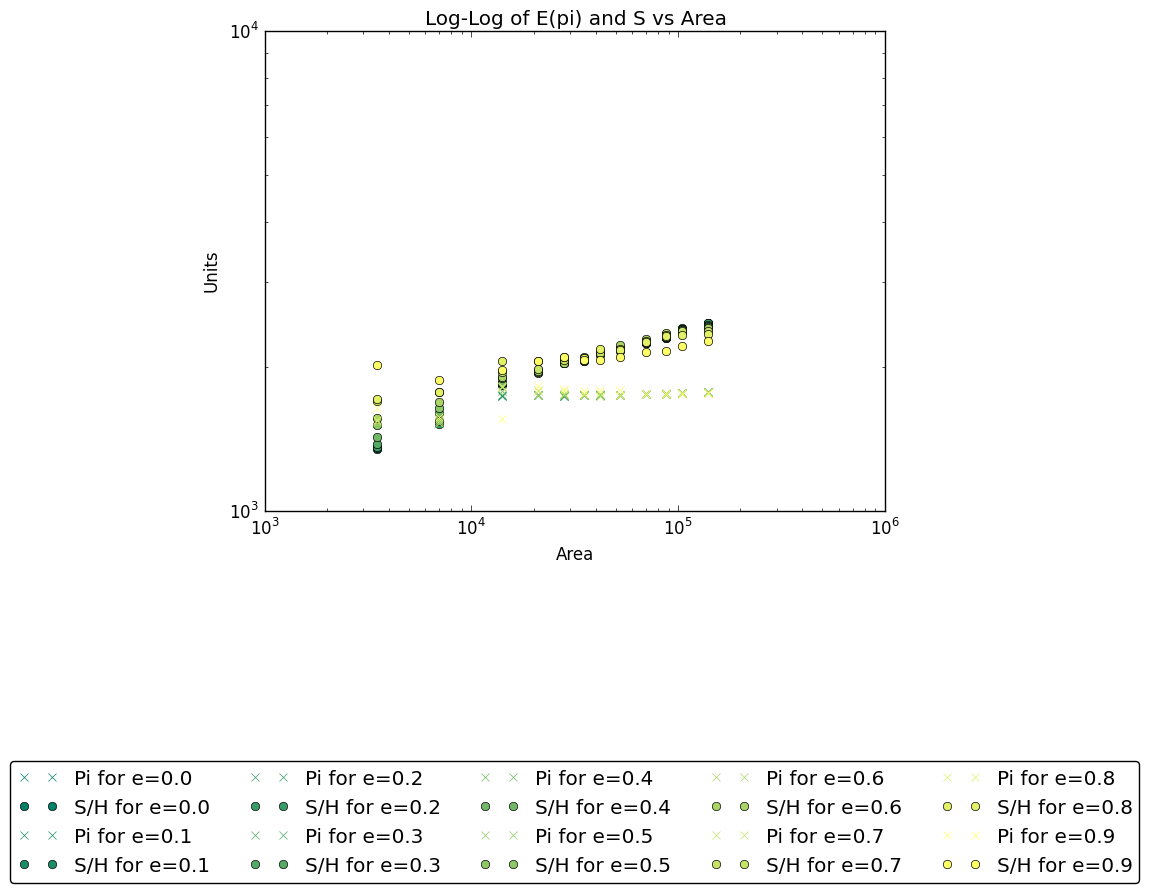 Log-Log of E(pi) and S vs Area
10^4
Units
10^3
10^3 10^4 10^5 10^6
Area
Pi for e=0.0 Pi for e=0.2 Pi for e=0.4 Pi for e=0.6 Pi for e=0.8
S/H for e=0.0 S/H for e=0.2 S/H for e=0.4 S/H for e=0.6 S/H for e=0.8
Pi for e=0.1 Pi for e=0.3 Pi for e=0.5 Pi for e=0.7 Pi for e=0.9
S/H for e=0.1 S/H for e=0.3 S/H for e=0.5 S/H for e=0.7 S/H for e=0.9